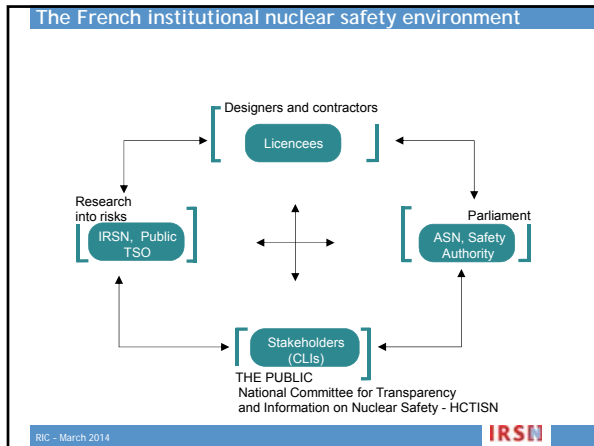 The French institutional nuclear safety environment
Designers and contractors
Licencees
Research
into risks
IRSN, Public
TSO
Parliament
ASN, Safety
Authority
Stakeholders
(CLIs)
THE PUBLIC
National Committee for Transparency
and Information on Nuclear Safety - HCTISN
RIC – March 2014
IRSN